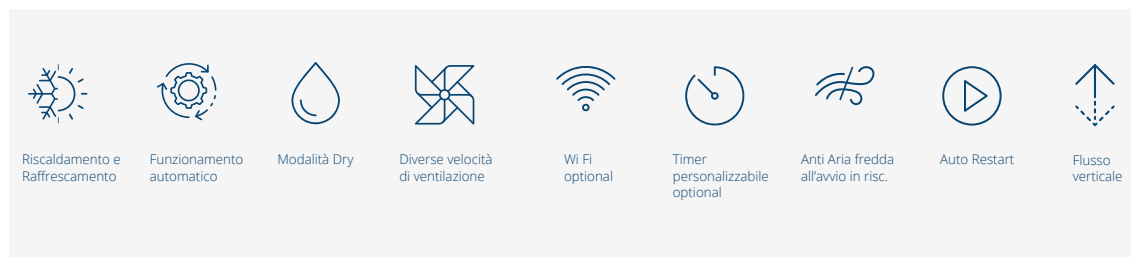 Riscaldamento e
Raffrescamento
Funzionamento
automatico
Modalità Dry
Diverse velocità
di ventilazione
Wi Fi
optional
Timer
personalizzabile
optional
Anti Aria fredda
all'avvio in risc.
Auto Restart
Flusso
verticale